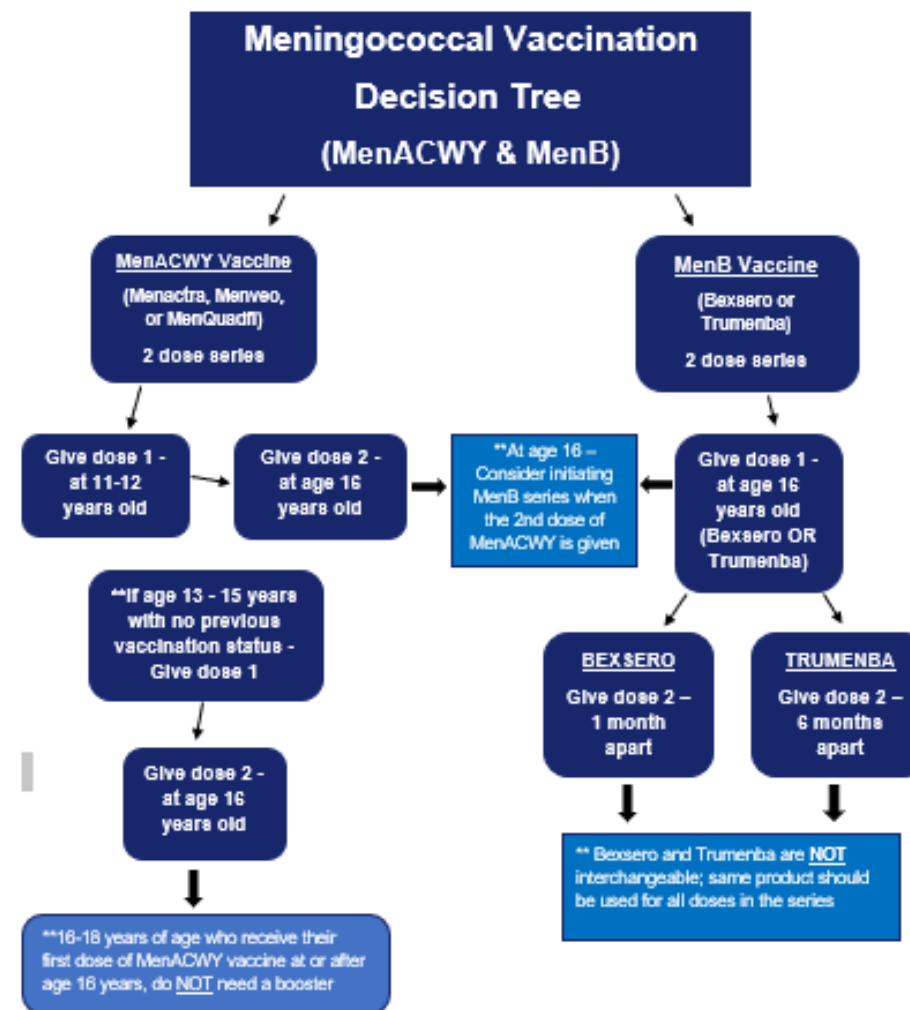 Meningococcal Vaccination
Decision Tree
(MenACWY & MenB)
MenACWY Vaccine
(Menactra, Menveo,
or MenQuadfi)
2 dose series
MenB Vaccine
(Bexsero or
Trumenba)
2 dose series
Give dose 1 -
at 11-12
years old
Give dose 2 -
at age 16
years old
**At age 16 –
Consider initiating
MenB series when
the 2nd dose of
MenACWY is given
Give dose 1 -
at age 16
years old
(Bexsero OR
Trumenba)
**If age 13 - 15 years
with no previous
vaccination status -
Give dose 1
BEXSERO
Give dose 2 –
1 month
apart
TRUMENBA
Give dose 2 –
6 months
apart
Give dose 2 -
at age 16
years old
** Bexsero and Trumenba are NOT
interchangeable; same product should
be used for all doses in the series
**16-18 years of age who receive their
first dose of MenACWY vaccine at or after
age 16 years, do NOT need a booster